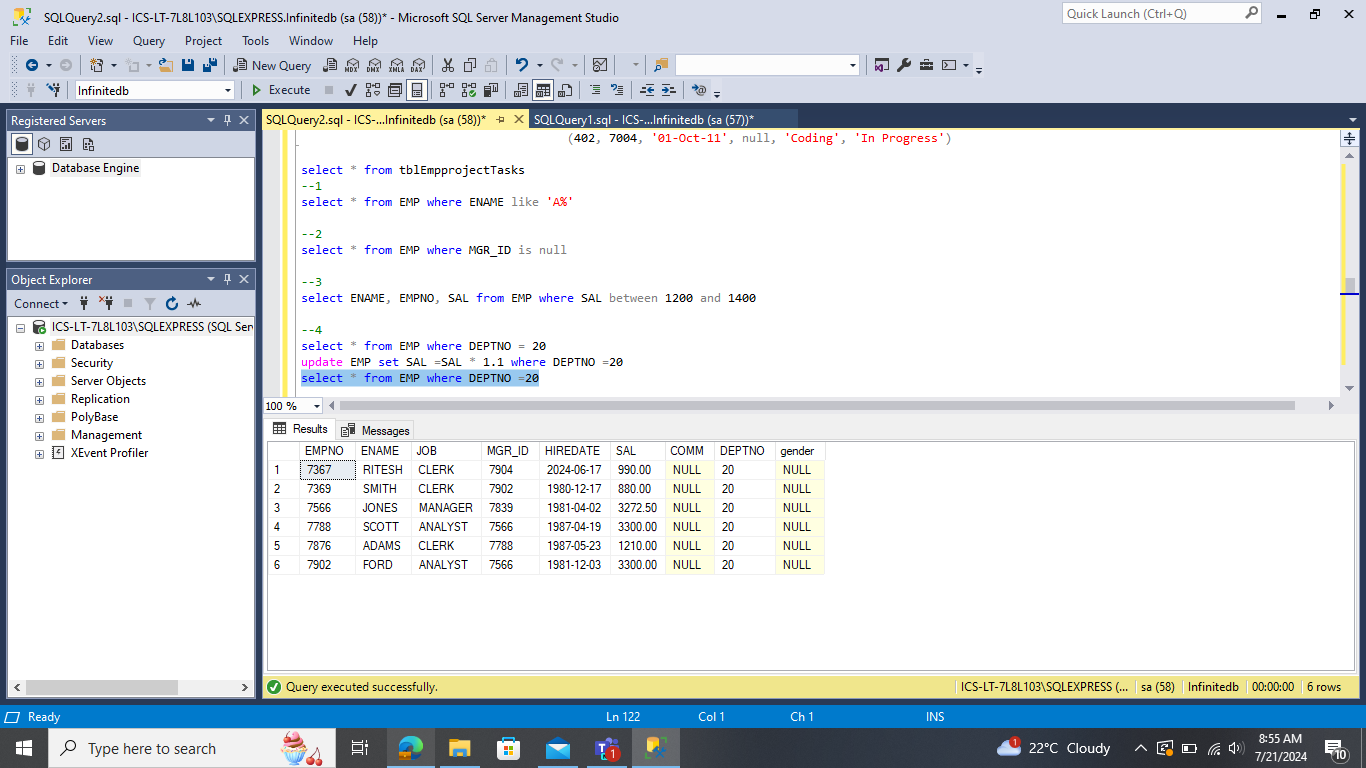 SQLQuery2.sql - ICS-LT-7L8L103\SQLEXPRESS.Infinitedb (sa (58))* - Microsoft SQL Server Management Studio
Quick Launch (Ctrl+Q)
File Edit View Query Project Tools Window Help
New Query
MDX DMX XMLA DAX
Infinitedb Execute
Registered Servers
Database Engine
Object Explorer
Connect
ICS-LT-7L8L103\SQLEXPRESS (SQL Ser
Databases
Security
Server Objects
Replication
PolyBase
Management
XEvent Profiler
SQLQuery2.sql - ICS-...Infinitedb (sa (58))* SQLQuery1.sql - ICS-...Infinitedb (sa (57))*
(402, 7004, '01-Oct-11', null, 'Coding', 'In Progress')
select * from tblEmpprojectTasks
--1
select * from EMP where ENAME like 'A%'
--2
select * from EMP where MGR_ID is null
--3
select ENAME, EMPNO, SAL from EMP where SAL between 1200 and 1400
--4
select * from EMP where DEPTNO = 20
update EMP set SAL =SAL * 1.1 where DEPTNO =20
select * from EMP where DEPTNO =20
100 %
Results Messages
EMPNO ENAME JOB MGR_ID HIREDATE SAL COMM DEPTNO gender
1 7367 RITESH CLERK 7904 2024-06-17 990.00 NULL 20 NULL
2 7369 SMITH CLERK 7902 1980-12-17 880.00 NULL 20 NULL
3 7566 JONES MANAGER 7839 1981-04-02 3272.50 NULL 20 NULL
4 7788 SCOTT ANALYST 7566 1987-04-19 3300.00 NULL 20 NULL
5 7876 ADAMS CLERK 7788 1987-05-23 1210.00 NULL 20 NULL
6 7902 FORD ANALYST 7566 1981-12-03 3300.00 NULL 20 NULL
Query executed successfully. ICS-LT-7L8L103\SQLEXPRESS (... sa (58) Infinitedb 00:00:00 6 rows
Ready Ln 122 Col 1 Ch 1 INS
Type here to search 1 1 22°C Cloudy 8:55 AM
7/21/2024 10